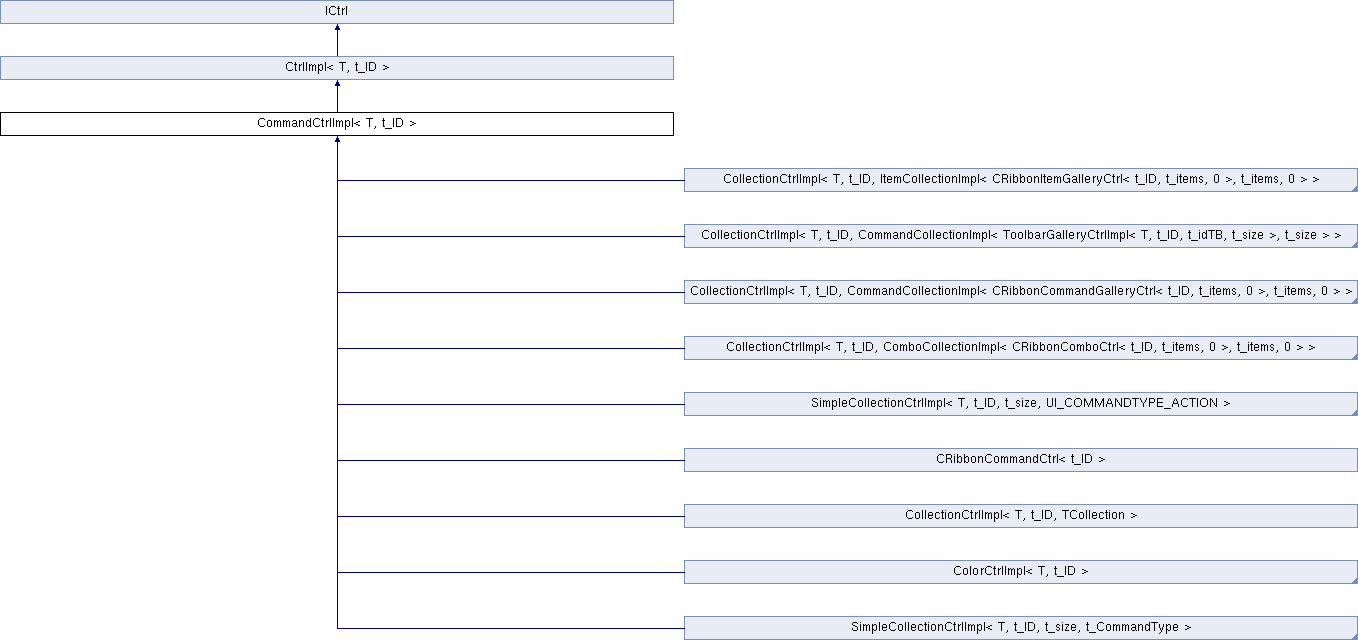 ICtrl
CtrlImpl< T, t_ID >
CommandCtrlImpl< T, t_ID >
CollectionCtrlImpl< T, t_ID, ItemCollectionImpl< CRibbonItemGalleryCtrl< t_ID, t_items, 0 >, t_items, 0 > >
CollectionCtrlImpl< T, t_ID, CommandCollectionImpl< ToolbarGalleryCtrlImpl< T, t_ID, t_idTB, t_size >, t_size > >
CollectionCtrlImpl< T, t_ID, CommandCollectionImpl< CRibbonCommandGalleryCtrl< t_ID, t_items, 0 >, t_items, 0 > >
CollectionCtrlImpl< T, t_ID, ComboCollectionImpl< CRibbonComboCtrl< t_ID, t_items, 0 >, t_items, 0 > >
SimpleCollectionCtrlImpl< T, t_ID, t_size, UI_COMMANDTYPE_ACTION >
CRibbonCommandCtrl< t_ID >
CollectionCtrlImpl< T, t_ID, TCollection >
ColorCtrlImpl< T, t_ID >
SimpleCollectionCtrlImpl< T, t_ID, t_size, t_CommandType >